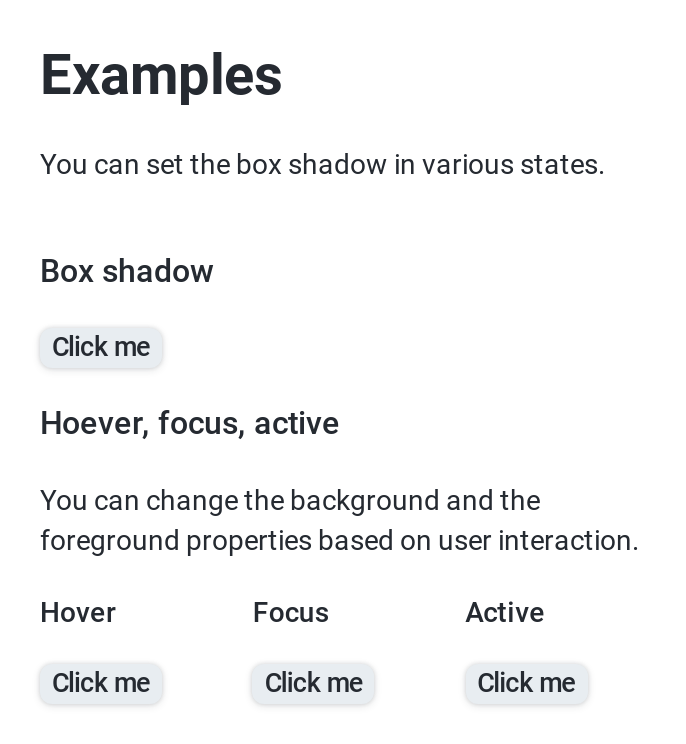 Examples
You can set the box shadow in various states.
Box shadow
Click me
Hoever, focus, active
You can change the background and the
foreground properties based on user interaction.
Hover Focus Active
Click me Click me Click me